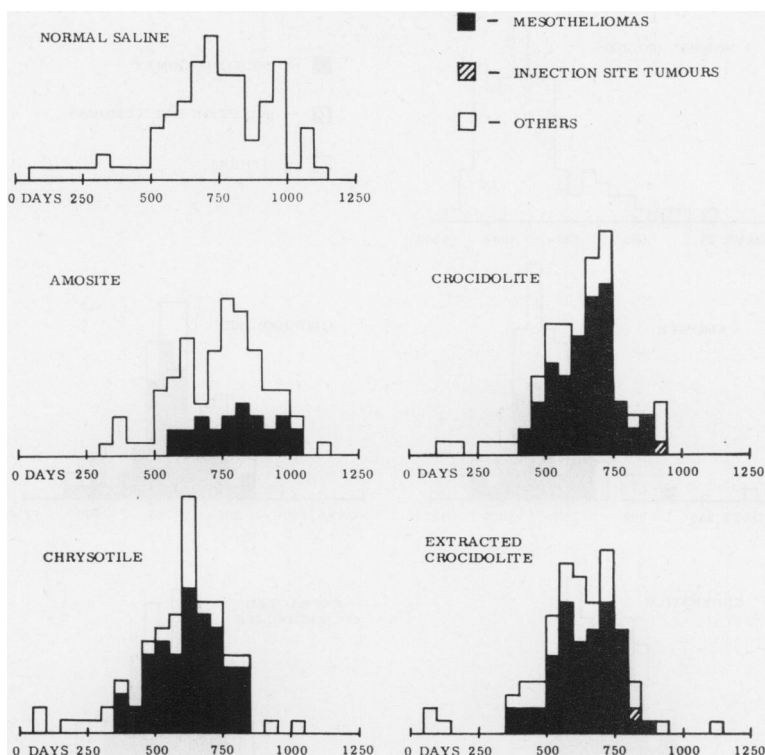 NORMAL SALINE
- MESOTHELIOMAS
- INJECTION SITE TUMOURS
- OTHERS
0 DAYS 250 500 750 1000 1250
AMOSITE
CROCIDOLITE
0 DAYS 250 500 750 1000 1250
0 DAYS 250 500 750 1000 1250
CHRYSOTILE
EXTRACTED
CROCIDOLITE
0 DAYS 250 500 750 1000 1250
0 DAYS 250 500 750 1000 1250